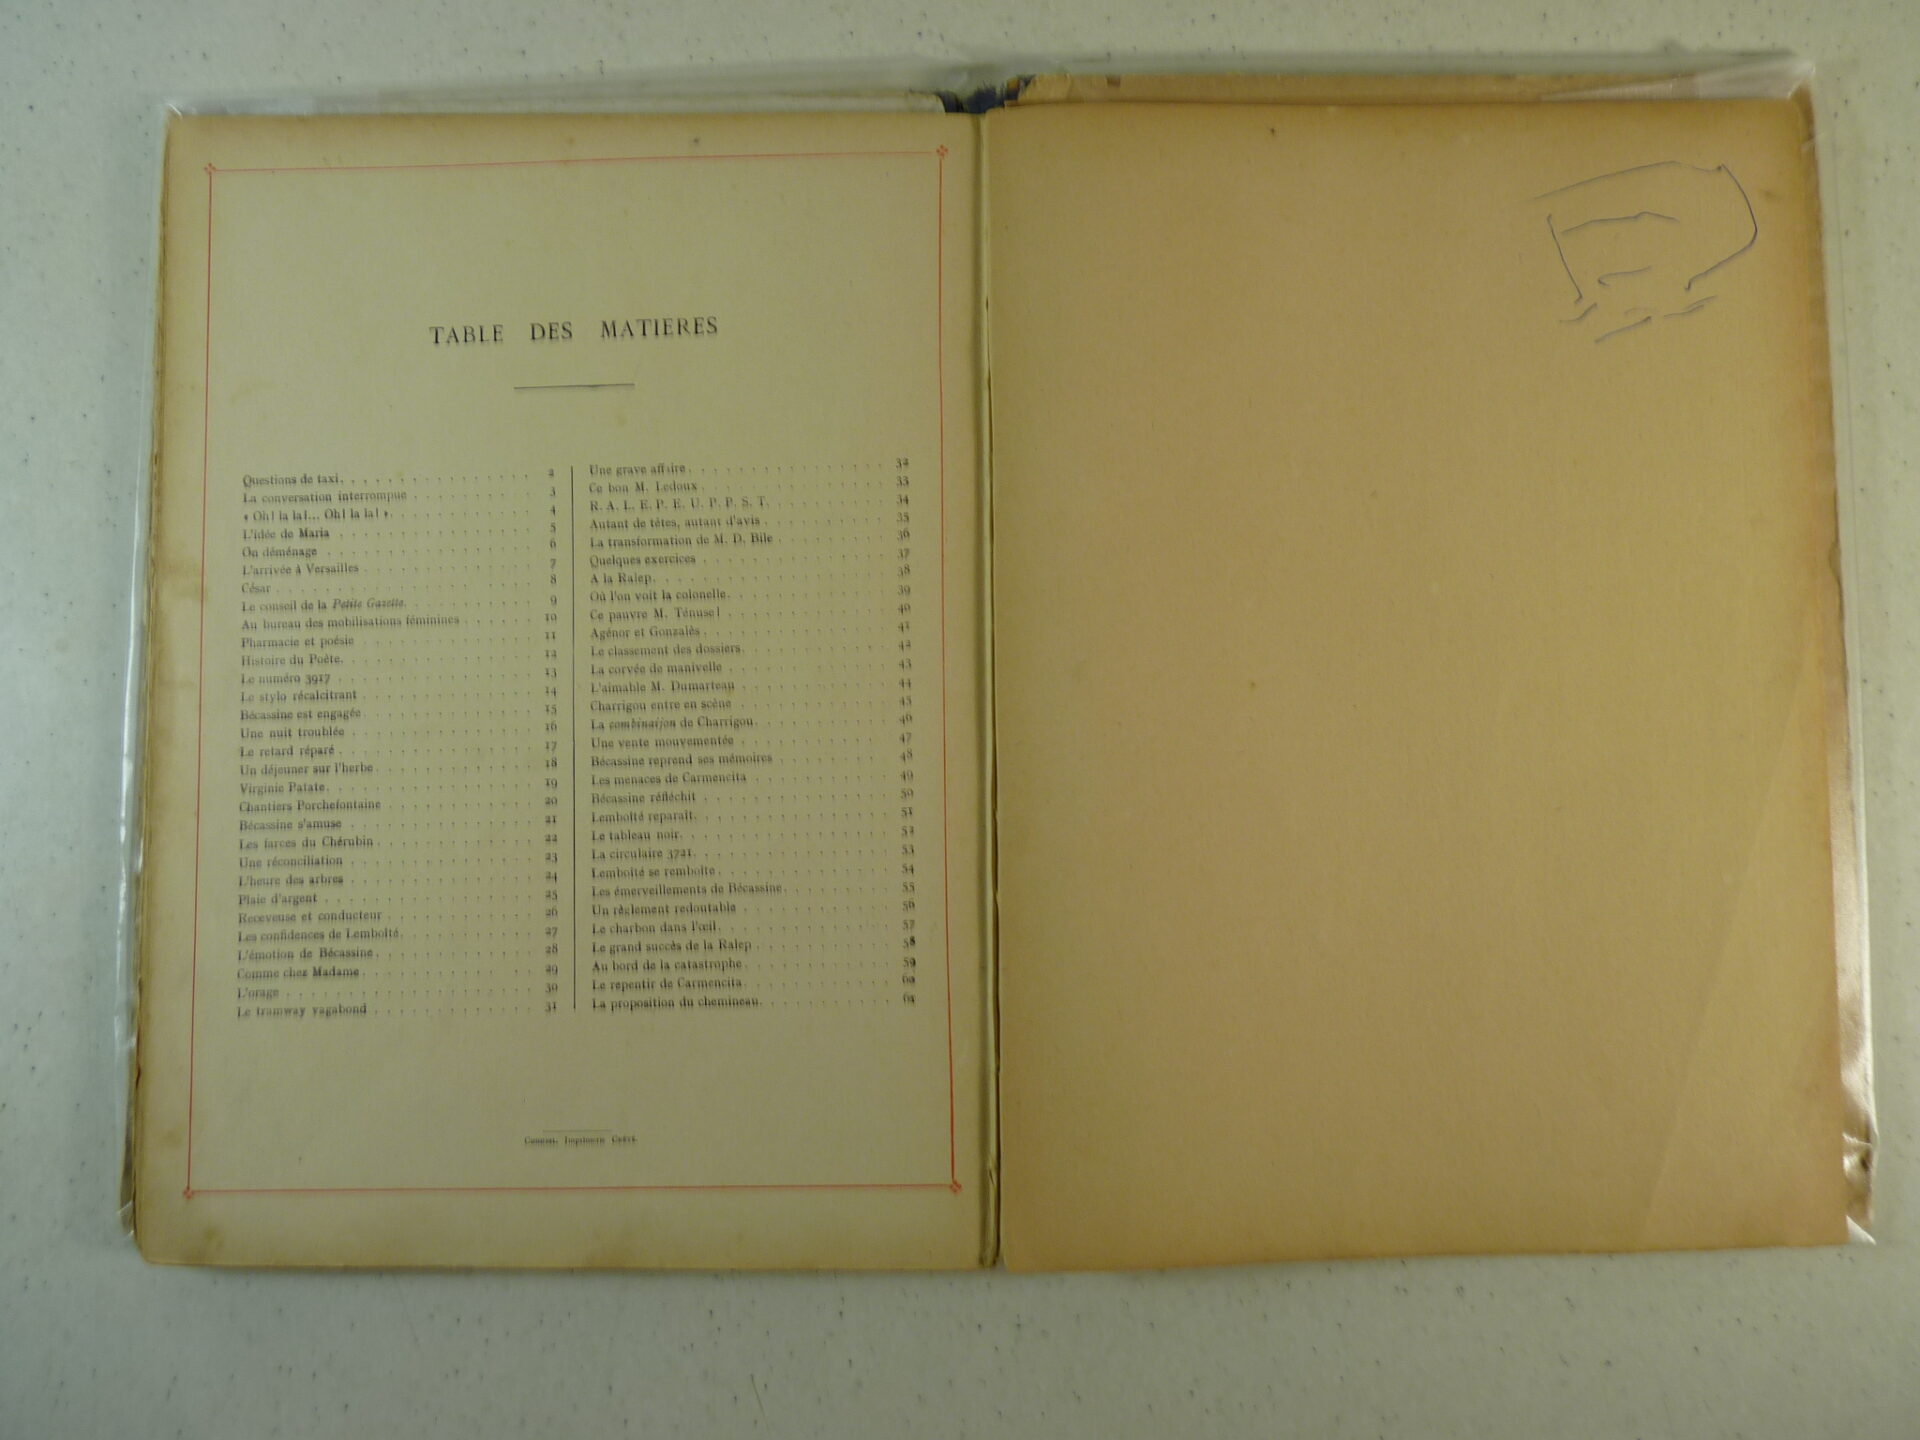 TABLE DES MATIERES
Questions de taxi. . . . . . . . . . . . . . . . 2
La conversation interrompue . . . . . . . . . . 3
« Oh! la la!... Oh! la la! ». . . . . . . . . . . . 4
L'idée de Maria . . . . . . . . . . . . . . . . 5
On déménage . . . . . . . . . . . . . . . . . 6
L'arrivée à Versailles . . . . . . . . . . . . . . 7
César . . . . . . . . . . . . . . . . . . . . . 8
Le conseil de la Petite Gazette. . . . . . . . . . 9
Au bureau des mobilisations féminines . . . . . . 10
Pharmacie et poésie . . . . . . . . . . . . . . 11
Histoire du Poète. . . . . . . . . . . . . . . . 12
Le numéro 3917 . . . . . . . . . . . . . . . . 13
Le stylo récalcitrant . . . . . . . . . . . . . . 14
Bécassine est engagée . . . . . . . . . . . . . 15
Une nuit troublée . . . . . . . . . . . . . . . 16
Le retard réparé . . . . . . . . . . . . . . . . 17
Un déjeuner sur l'herbe. . . . . . . . . . . . . 18
Virginie Patate. . . . . . . . . . . . . . . . . 19
Chantiers Porchefontaine . . . . . . . . . . . . 20
Bécassine s'amuse . . . . . . . . . . . . . . . 21
Les farces du Chérubin . . . . . . . . . . . . . 22
Une réconciliation . . . . . . . . . . . . . . . 23
L'heure des arbres . . . . . . . . . . . . . . . 24
Plaie d'argent . . . . . . . . . . . . . . . . . 25
Receveuse et conducteur . . . . . . . . . . . . 26
Les confidences de Lemboîté. . . . . . . . . . . 27
L'émotion de Bécassine. . . . . . . . . . . . . 28
Comme chez Madame . . . . . . . . . . . . . . 29
L'orage . . . . . . . . . . . . . . . . . . . . 30
Le tramway vagabond . . . . . . . . . . . . . 31
Une grave affaire. . . . . . . . . . . . . . . . 32
Ce bon M. Ledoux . . . . . . . . . . . . . . . 33
R. A. L. E. P. E. U. P. P. S. T. . . . . . . . . . . 34
Autant de têtes, autant d'avis . . . . . . . . . . 35
La transformation de M. D. Bile . . . . . . . . . 36
Quelques exercices . . . . . . . . . . . . . . . 37
A la Ralep. . . . . . . . . . . . . . . . . . . 38
Où l'on voit la colonelle. . . . . . . . . . . . . 39
Ce pauvre M. Ténuse! . . . . . . . . . . . . . 40
Agénor et Gonzalès . . . . . . . . . . . . . . . 41
Le classement des dossiers. . . . . . . . . . . . 42
La corvée de manivelle . . . . . . . . . . . . . 43
L'aimable M. Dumarteau . . . . . . . . . . . . 44
Charrigou entre en scène . . . . . . . . . . . . 45
La combinaijon de Charrigou. . . . . . . . . . . 46
Une vente mouvementée . . . . . . . . . . . . 47
Bécassine reprend ses mémoires . . . . . . . . . 48
Les menaces de Carmencita . . . . . . . . . . . 49
Bécassine réfléchit . . . . . . . . . . . . . . . 50
Lemboîté reparaît. . . . . . . . . . . . . . . . 51
Le tableau noir. . . . . . . . . . . . . . . . . 52
La circulaire 3721. . . . . . . . . . . . . . . . 53
Lemboîté se remboîte . . . . . . . . . . . . . . 54
Les émerveillements de Bécassine. . . . . . . . . 55
Un règlement redoutable . . . . . . . . . . . . 56
Le charbon dans l'œil. . . . . . . . . . . . . . 57
Le grand succès de la Ralep . . . . . . . . . . . 58
Au bord de la catastrophe . . . . . . . . . . . . 59
Le repentir de Carmencita. . . . . . . . . . . . 60
La proposition du chemineau. . . . . . . . . . . 61
Imprimerie Crété.